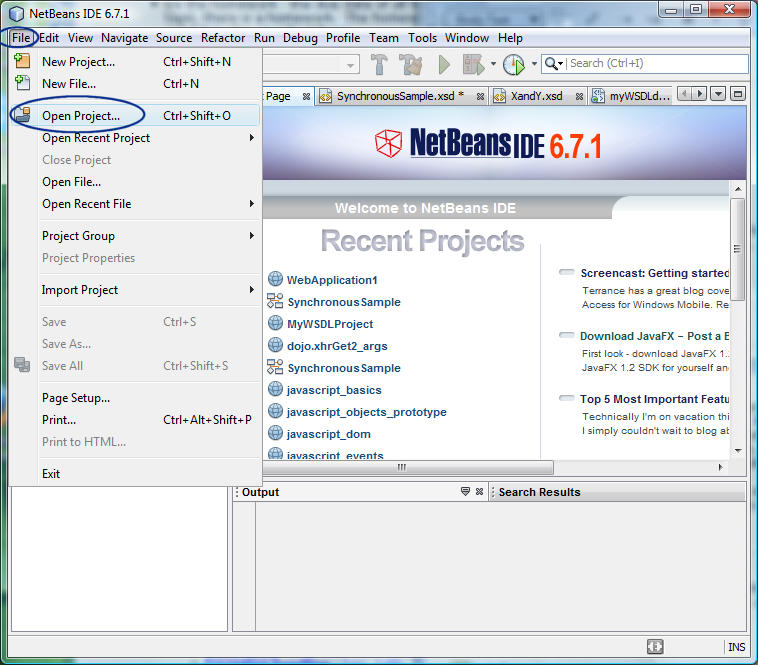 NetBeans IDE 6.7.1
File Edit View Navigate Source Refactor Run Debug Profile Team Tools Window Help
New Project... Ctrl+Shift+N
New File... Ctrl+N
Open Project... Ctrl+Shift+O
Open Recent Project
Close Project
Open File...
Open Recent File
Project Group
Project Properties
Import Project
Save Ctrl+S
Save As...
Save All Ctrl+Shift+S
Page Setup...
Print... Ctrl+Alt+Shift+P
Print to HTML...
Exit
Search (Ctrl+I)
Page SynchronousSample.xsd * XandY.xsd myWSDLd...
NetBeans IDE 6.7.1
Welcome to NetBeans IDE
Recent Projects
WebApplication1
SynchronousSample
MyWSDLProject
dojo.xhrGet2_args
SynchronousSample
javascript_basics
javascript_objects_prototype
javascript_dom
javascript_events
Screencast: Getting started
Terrance has a great blog cove
Access for Windows Mobile. Re
Download JavaFX – Post a B
First look - download JavaFX 1.
JavaFX 1.2 SDK for yourself an
Top 5 Most Important Featu
Technically I'm on vacation thi
I simply couldn't wait to blog ab
Output
Search Results
INS